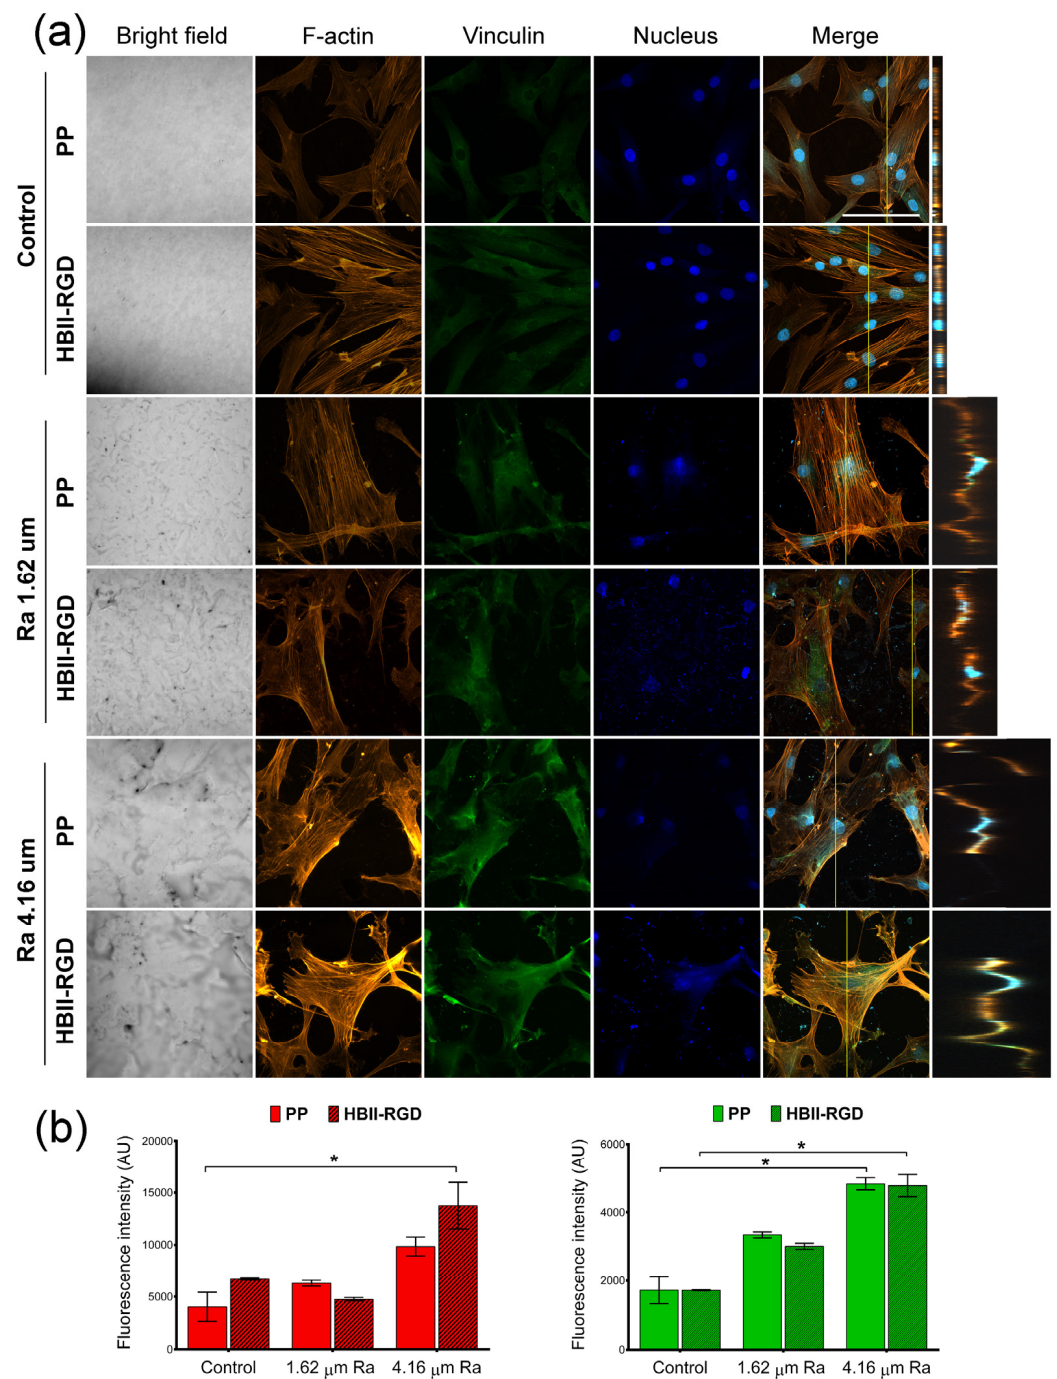 (a)
Bright field F-actin Vinculin Nucleus Merge
Control
PP
HBII-RGD
Ra 1.62 um
PP
HBII-RGD
Ra 4.16 um
PP
HBII-RGD
(b)
PP HBII-RGD
Fluorescence intensity (AU)
20000
15000
10000
5000
0
*
Control 1.62 μm Ra 4.16 μm Ra
PP HBII-RGD
Fluorescence intensity (AU)
6000
4000
2000
0
*
*
Control 1.62 μm Ra 4.16 μm Ra